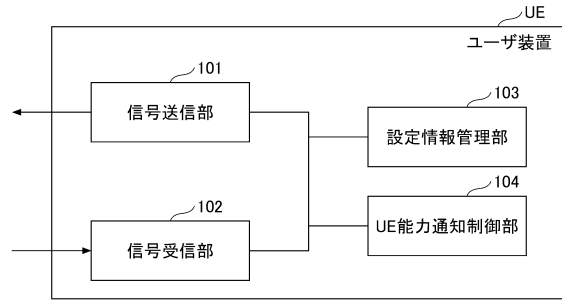 UE
ユーザ装置
101
信号送信部
103
設定情報管理部
104
UE能力通知制御部
102
信号受信部